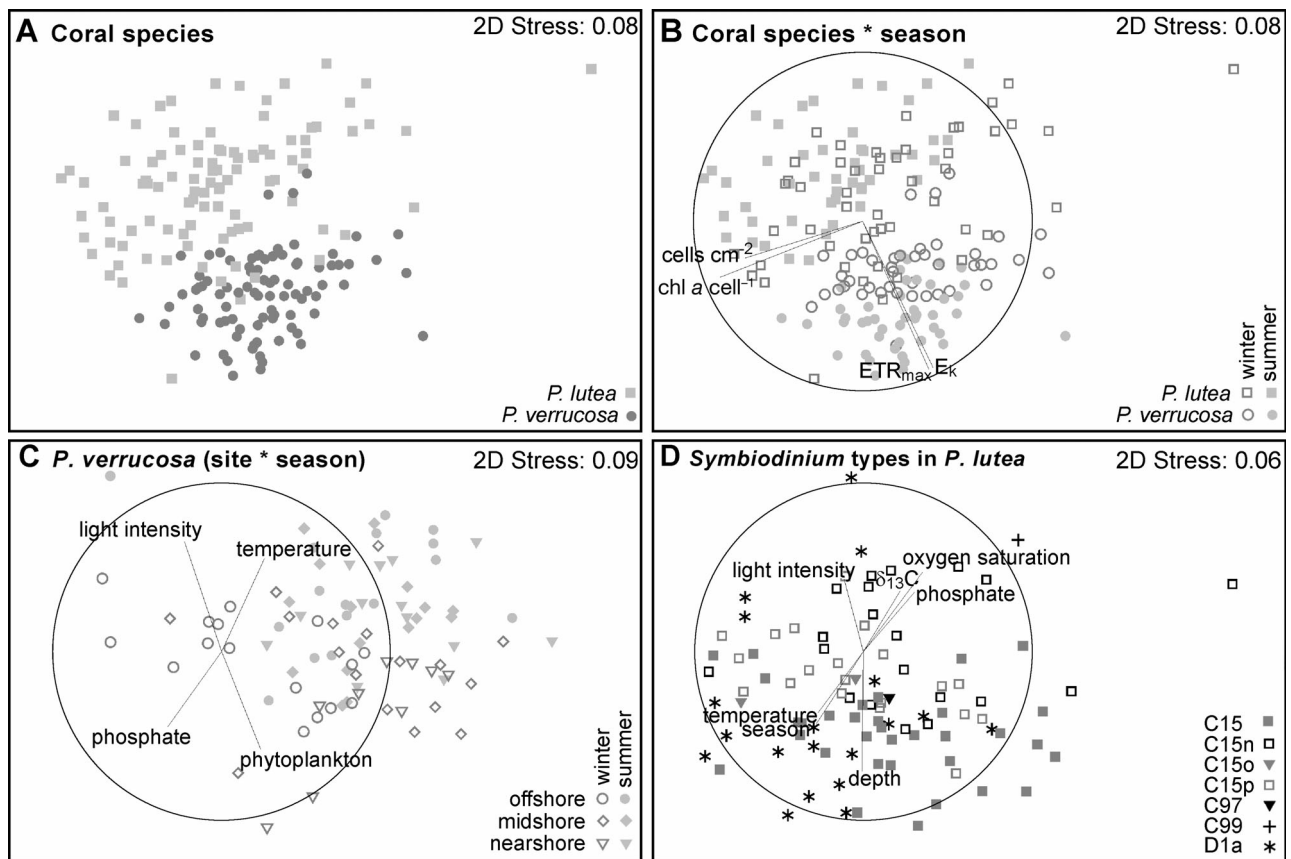 A Coral species
2D Stress: 0.08
P. lutea
P. verrucosa
B Coral species * season
2D Stress: 0.08
cells cm⁻²
chl a cell⁻¹
ETRmax Ek
winter
summer
P. lutea
P. verrucosa
C P. verrucosa (site * season)
2D Stress: 0.09
light intensity
temperature
phosphate
phytoplankton
winter
summer
offshore
midshore
nearshore
D Symbiodinium types in P. lutea
2D Stress: 0.06
oxygen saturation
light intensity
δ13C
phosphate
temperature
season
depth
C15
C15n
C15o
C15p
C97
C99
D1a